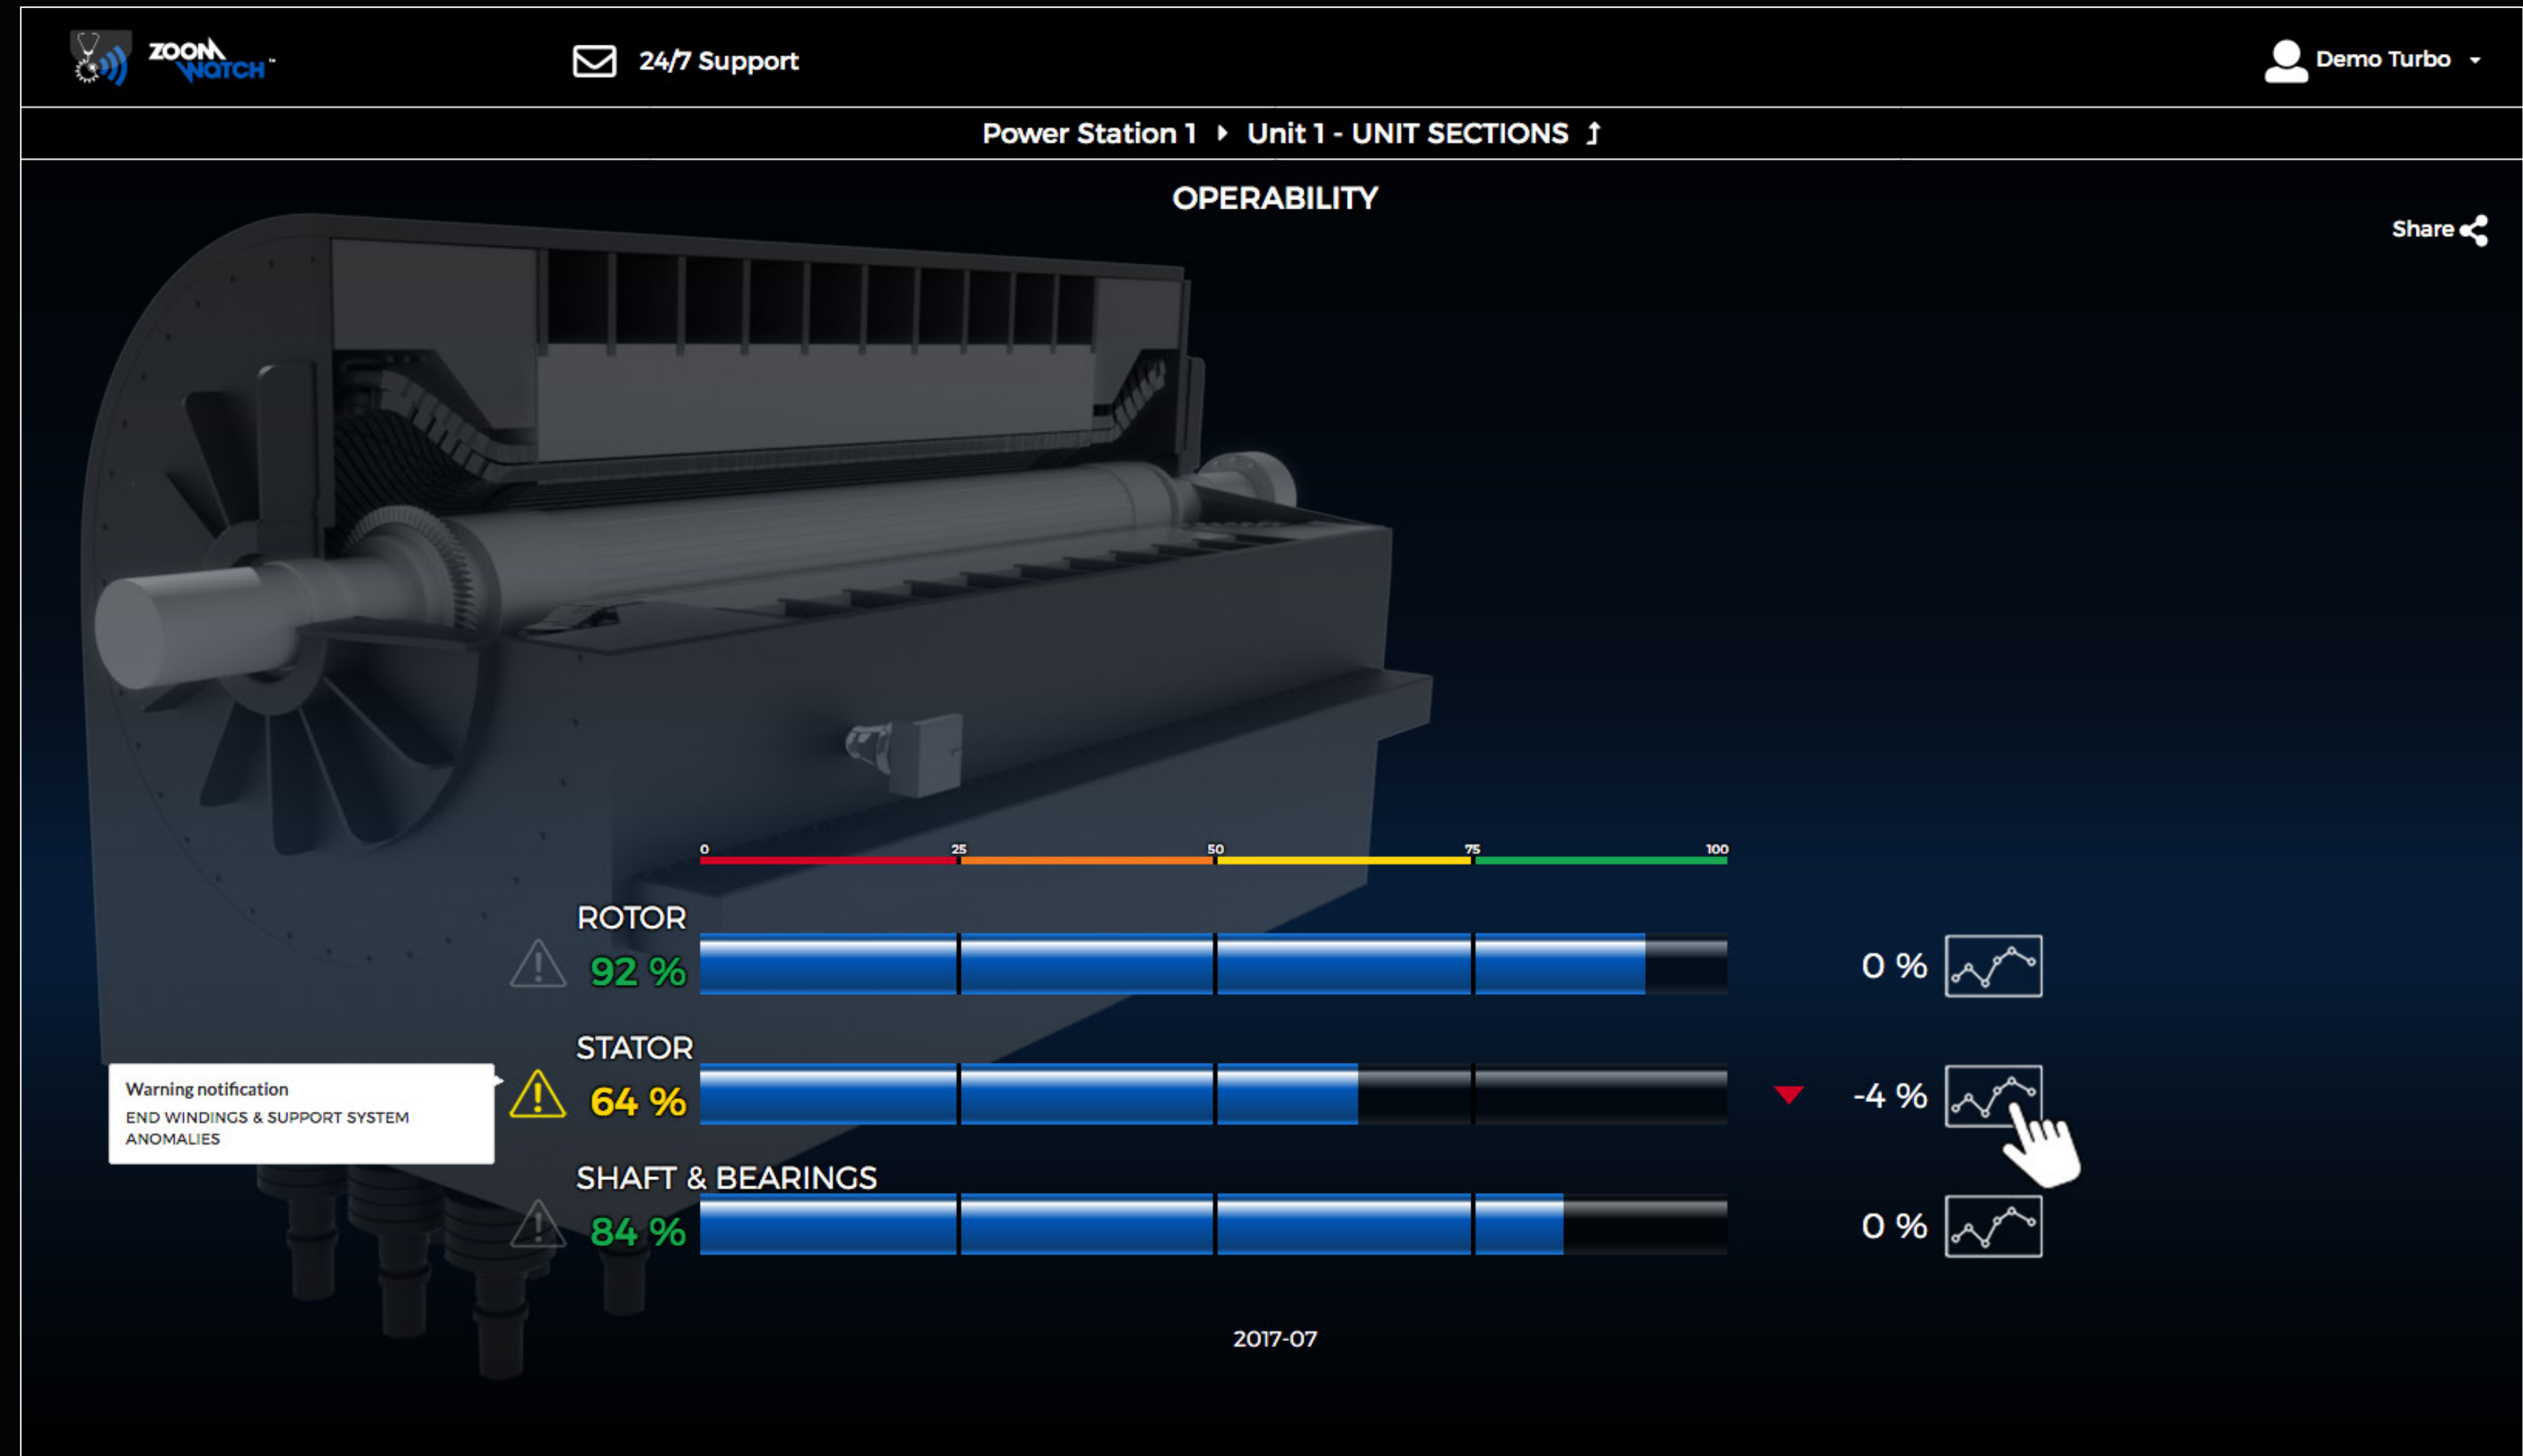 ZOOM
WATCH™
24/7 Support
Demo Turbo
Power Station 1 Unit 1 - UNIT SECTIONS
OPERABILITY
Share
0 25 50 75 100
ROTOR
92 %
0 %
STATOR
64 %
-4 %
Warning notification
END WINDINGS & SUPPORT SYSTEM
ANOMALIES
SHAFT & BEARINGS
84 %
0 %
2017-07